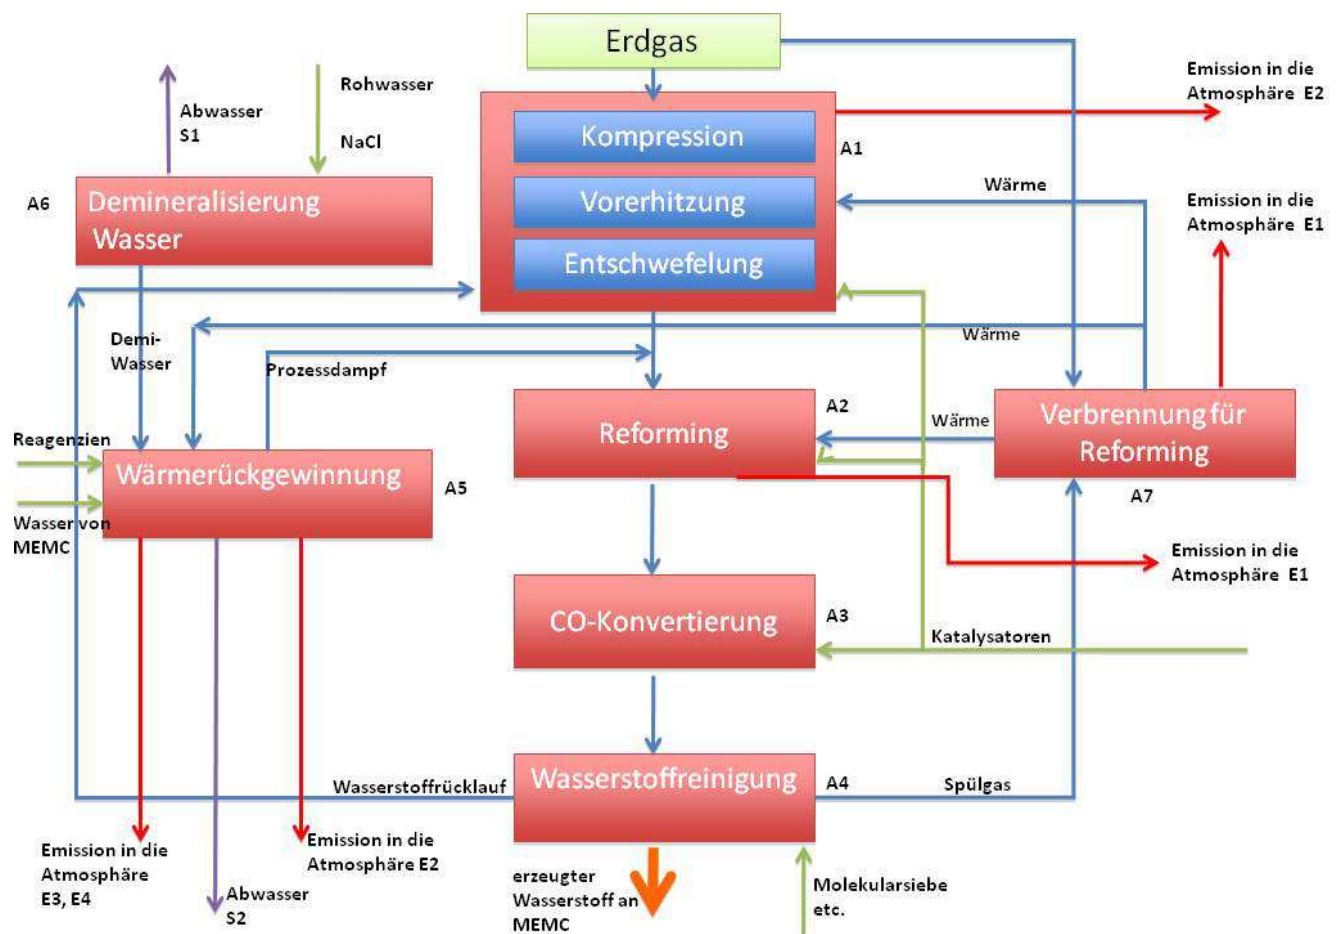 Erdgas
Emission in die
Atmosphäre E2
Abwasser
S1
Rohwasser
NaCl
Kompression
A1
Wärme
Vorerhitzung
Emission in die
Atmosphäre E1
A6
Demineralisierung
Wasser
Entschwefelung
Demi-
Wasser
Prozessdampf
Wärme
A2
Reforming
Wärme
Verbrennung für
Reforming
A7
Reagenzien
Wärmerückgewinnung
A5
Wasser von
MEMC
Emission in die
Atmosphäre E1
CO-Konvertierung
A3
Katalysatoren
Wasserstoffrücklauf
Wasserstoffreinigung
A4
Spülgas
Emission in die
Atmosphäre
E3, E4
Emission in die
Atmosphäre E2
Abwasser
S2
erzeugter
Wasserstoff an
MEMC
Molekularsiebe
etc.